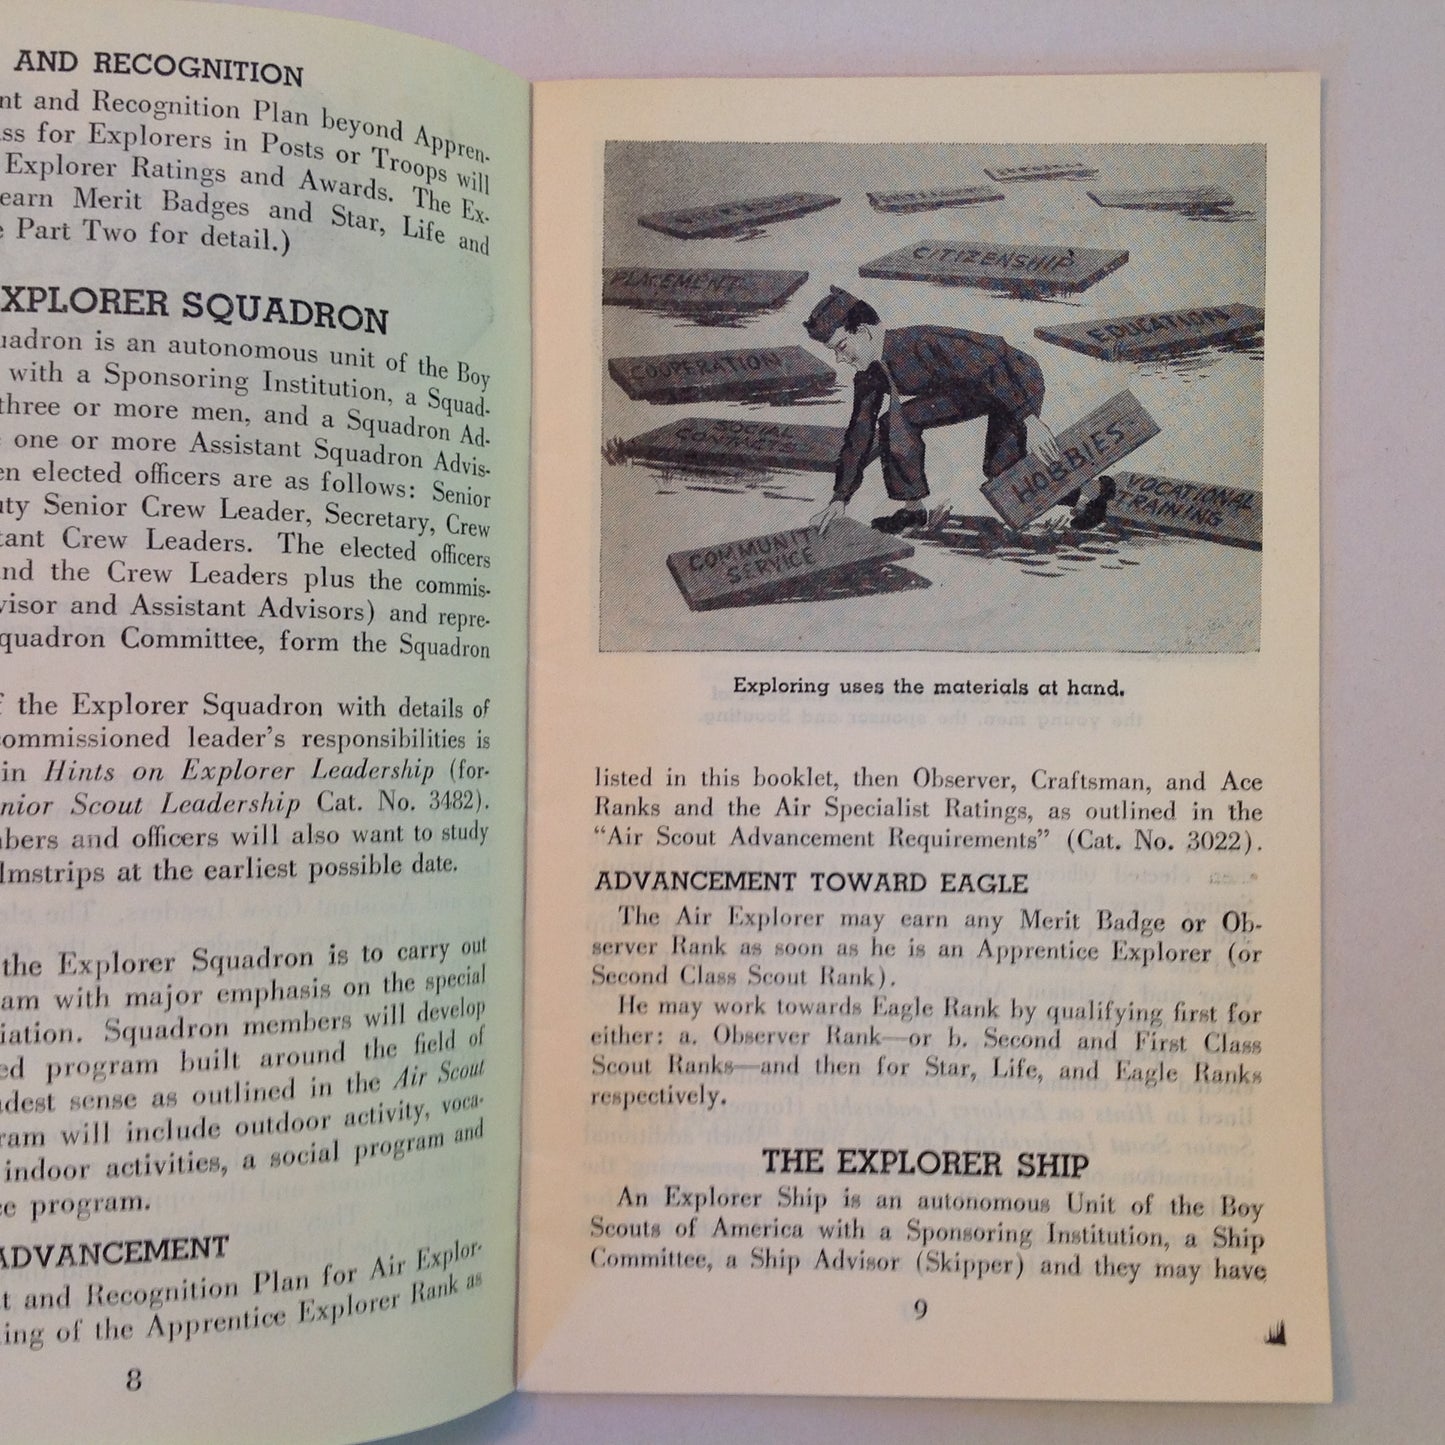 AND RECOGNITION
nt and Recognition Plan beyond Appren-
ss for Explorers in Posts or Troops will
Explorer Ratings and Awards. The Ex-
earn Merit Badges and Star, Life and
e Part Two for detail.)
XPLORER SQUADRON
uadron is an autonomous unit of the Boy
with a Sponsoring Institution, a Squad-
three or more men, and a Squadron Ad-
one or more Assistant Squadron Advis-
en elected officers are as follows: Senior
uty Senior Crew Leader, Secretary, Crew
tant Crew Leaders. The elected officers
nd the Crew Leaders plus the commis-
visor and Assistant Advisors) and repre-
quadron Committee, form the Squadron
f the Explorer Squadron with details of
commissioned leader's responsibilities is
in Hints on Explorer Leadership (for-
nior Scout Leadership Cat. No. 3482).
mbers and officers will also want to study
lmstrips at the earliest possible date.
the Explorer Squadron is to carry out
am with major emphasis on the special
iation. Squadron members will develop
ed program built around the field of
adest sense as outlined in the Air Scout
ram will include outdoor activity, voca-
indoor activities, a social program and
ce program.
ADVANCEMENT
t and Recognition Plan for Air Explor-
ing of the Apprentice Explorer Rank as
8
CITIZENSHIP
PLACEMENT
EDUCATION
COOPERATION
SOCIAL
CONTACTS
HOBBIES
VOCATIONAL
TRAINING
COMMUNITY
SERVICE
Exploring uses the materials at hand.
listed in this booklet, then Observer, Craftsman, and Ace
Ranks and the Air Specialist Ratings, as outlined in the
"Air Scout Advancement Requirements" (Cat. No. 3022).
ADVANCEMENT TOWARD EAGLE
The Air Explorer may earn any Merit Badge or Ob-
server Rank as soon as he is an Apprentice Explorer (or
Second Class Scout Rank).
He may work towards Eagle Rank by qualifying first for
either: a. Observer Rank—or b. Second and First Class
Scout Ranks—and then for Star, Life, and Eagle Ranks
respectively.
THE EXPLORER SHIP
An Explorer Ship is an autonomous Unit of the Boy
Scouts of America with a Sponsoring Institution, a Ship
Committee, a Ship Advisor (Skipper) and they may have
9